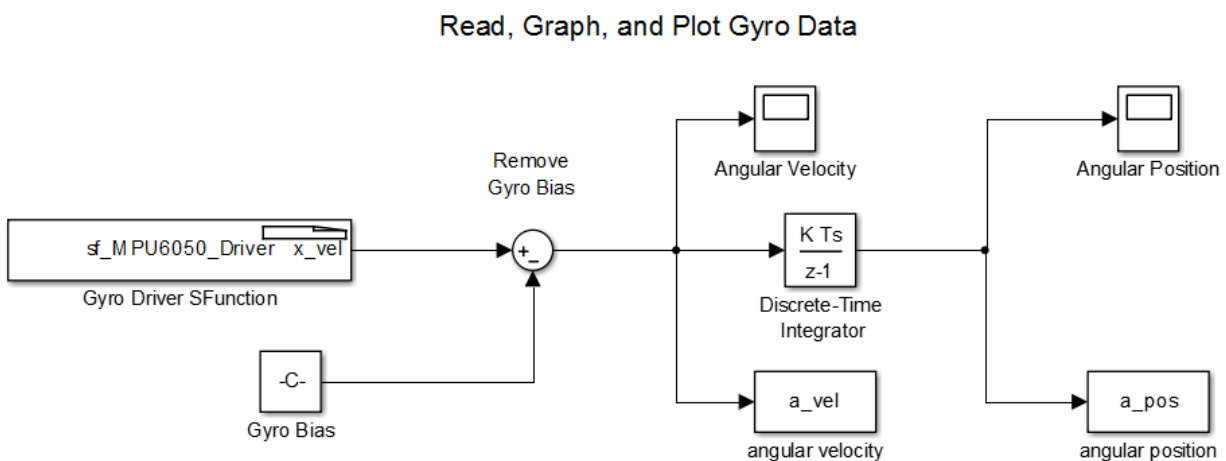 Read, Graph, and Plot Gyro Data
Remove
Gyro Bias
Angular Velocity
Angular Position
sf_MPU6050_Driver x_vel
Gyro Driver SFunction
+
-
K Ts
z-1
Discrete-Time
Integrator
-C-
Gyro Bias
a_vel
angular velocity
a_pos
angular position